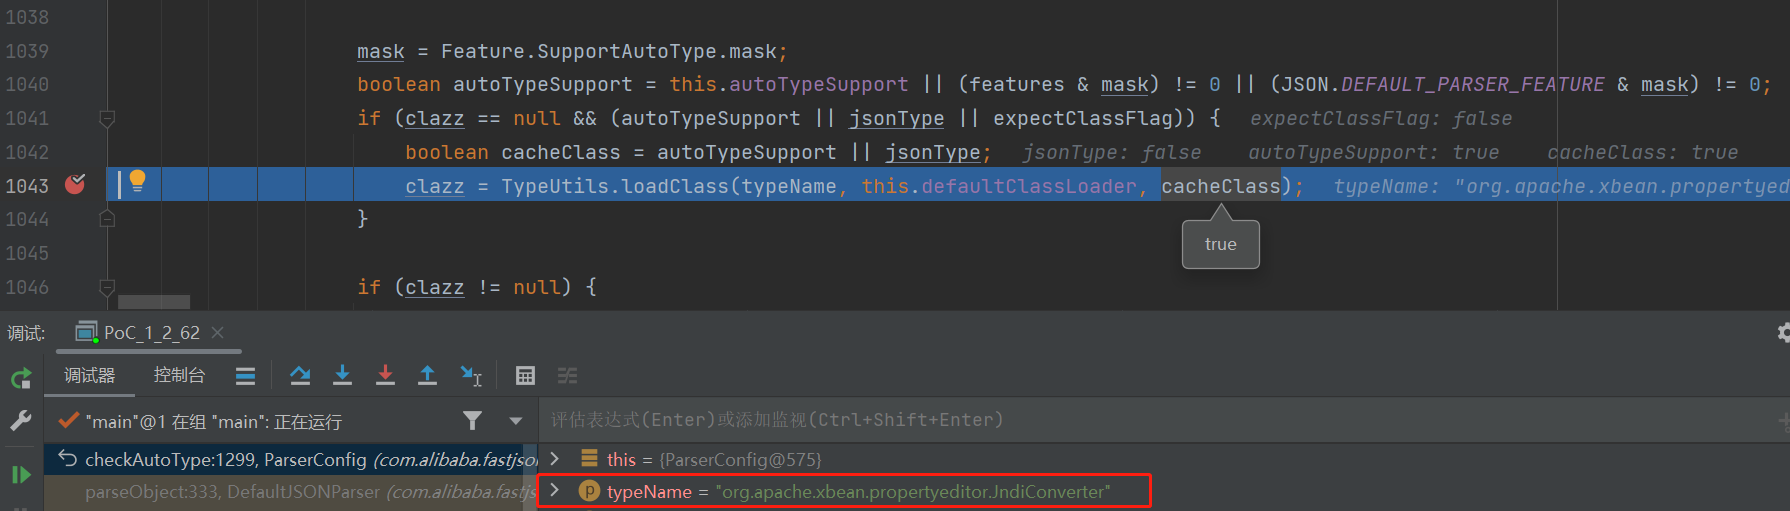 1038
1039 mask = Feature.SupportAutoType.mask;
1040 boolean autoTypeSupport = this.autoTypeSupport || (features & mask) != 0 || (JSON.DEFAULT_PARSER_FEATURE & mask) != 0;
1041 if (clazz == null && (autoTypeSupport || jsonType || expectClassFlag)) { expectClassFlag: false
1042 boolean cacheClass = autoTypeSupport || jsonType; jsonType: false autoTypeSupport: true cacheClass: true
1043 clazz = TypeUtils.loadClass(typeName, this.defaultClassLoader, cacheClass); typeName: "org.apache.xbean.propertyed
1044 }
true
1045
1046 if (clazz != null) {
调试: PoC_1_2_62
调试器 控制台
"main"@1 在组 "main": 正在运行
评估表达式(Enter)或添加监视(Ctrl+Shift+Enter)
checkAutoType:1299, ParserConfig (com.alibaba.fastjson
this = {ParserConfig@575}
parseObject:333, DefaultJSONParser (com.alibaba.fastjs
typeName = "org.apache.xbean.propertyeditor.JndiConverter"